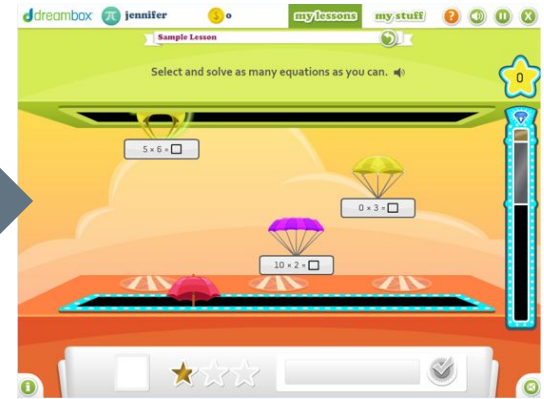 dreambox jennifer 0 my lessons my stuff ?
Sample Lesson
Select and solve as many equations as you can.
0
5 × 6 = □
0 × 3 = □
10 × 2 = □